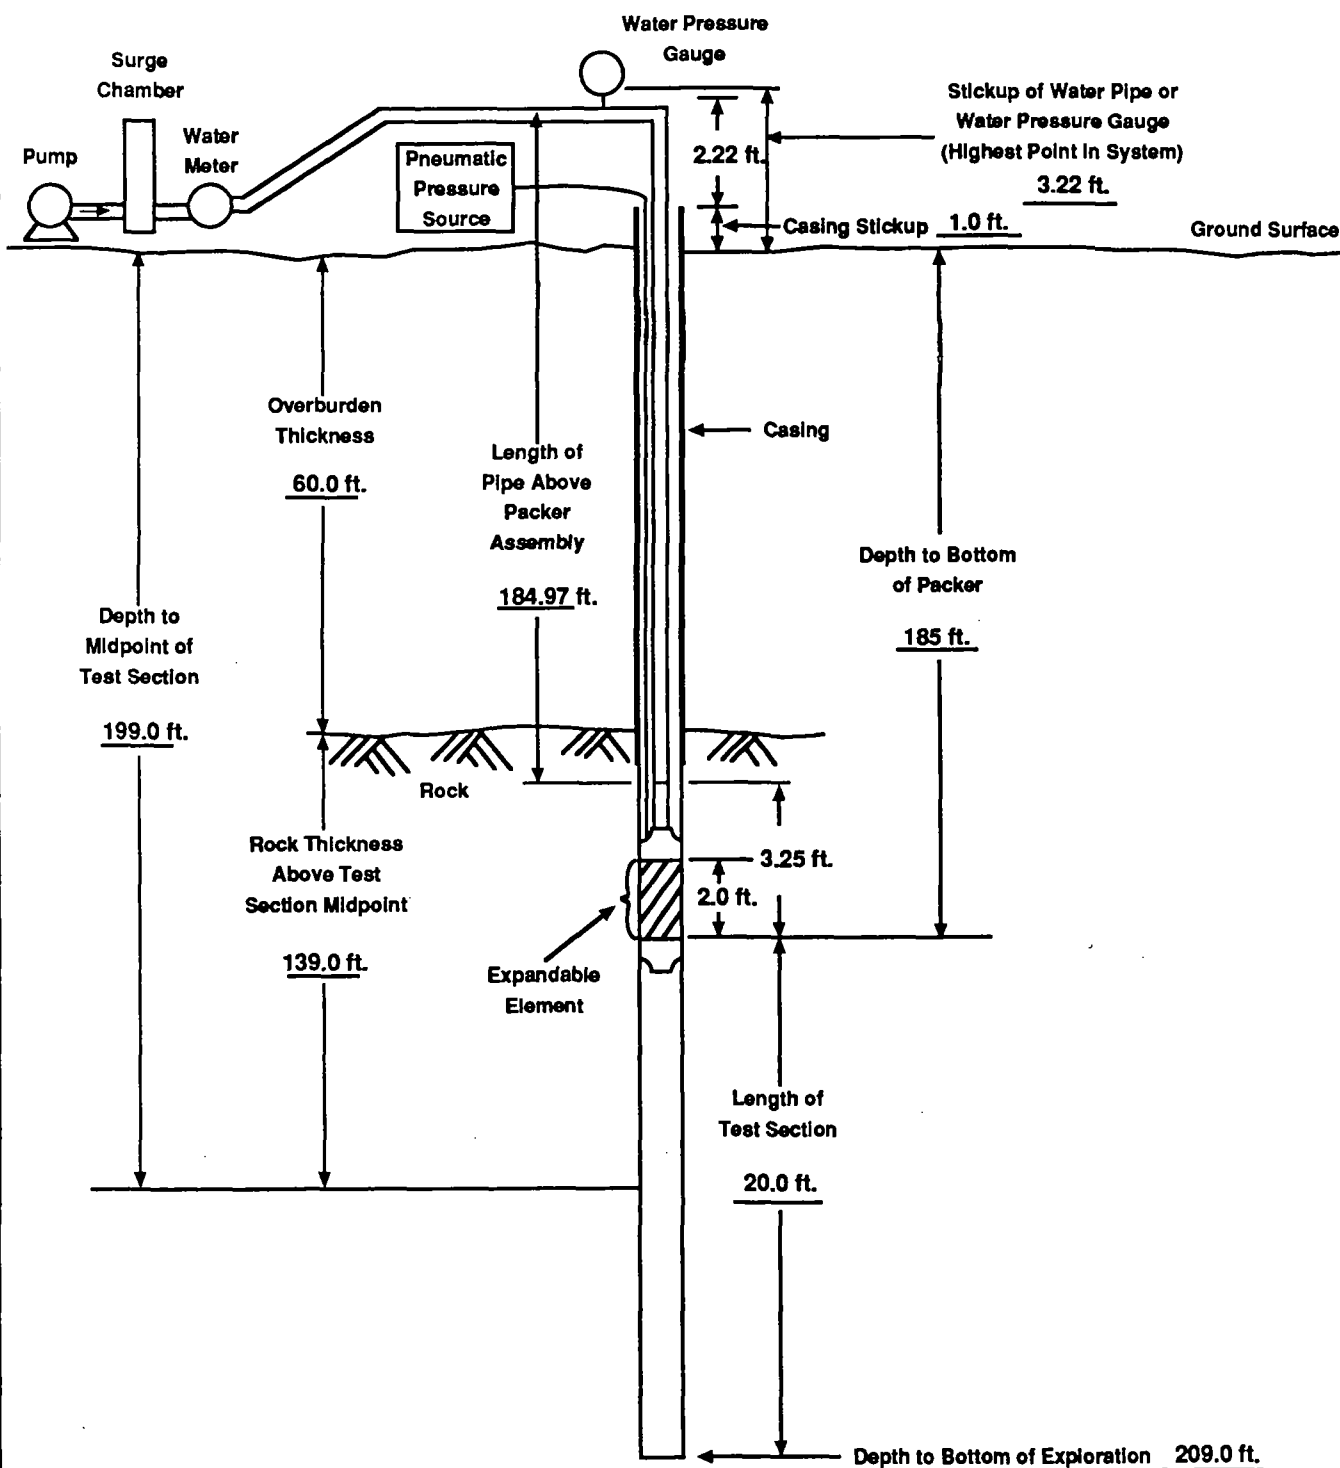 Water Pressure
Gauge
Surge
Chamber
Stickup of Water Pipe or
Water Pressure Gauge
(Highest Point in System)
3.22 ft.
Water
Meter
Pump
Pneumatic
Pressure
Source
2.22 ft.
Casing Stickup 1.0 ft.
Ground Surface
Overburden
Thickness
60.0 ft.
Casing
Length of
Pipe Above
Packer
Assembly
184.97 ft.
Depth to Bottom
of Packer
185 ft.
Depth to
Midpoint of
Test Section
199.0 ft.
Rock
Rock Thickness
Above Test
Section Midpoint
139.0 ft.
3.25 ft.
2.0 ft.
Expandable
Element
Length of
Test Section
20.0 ft.
Depth to Bottom of Exploration 209.0 ft.